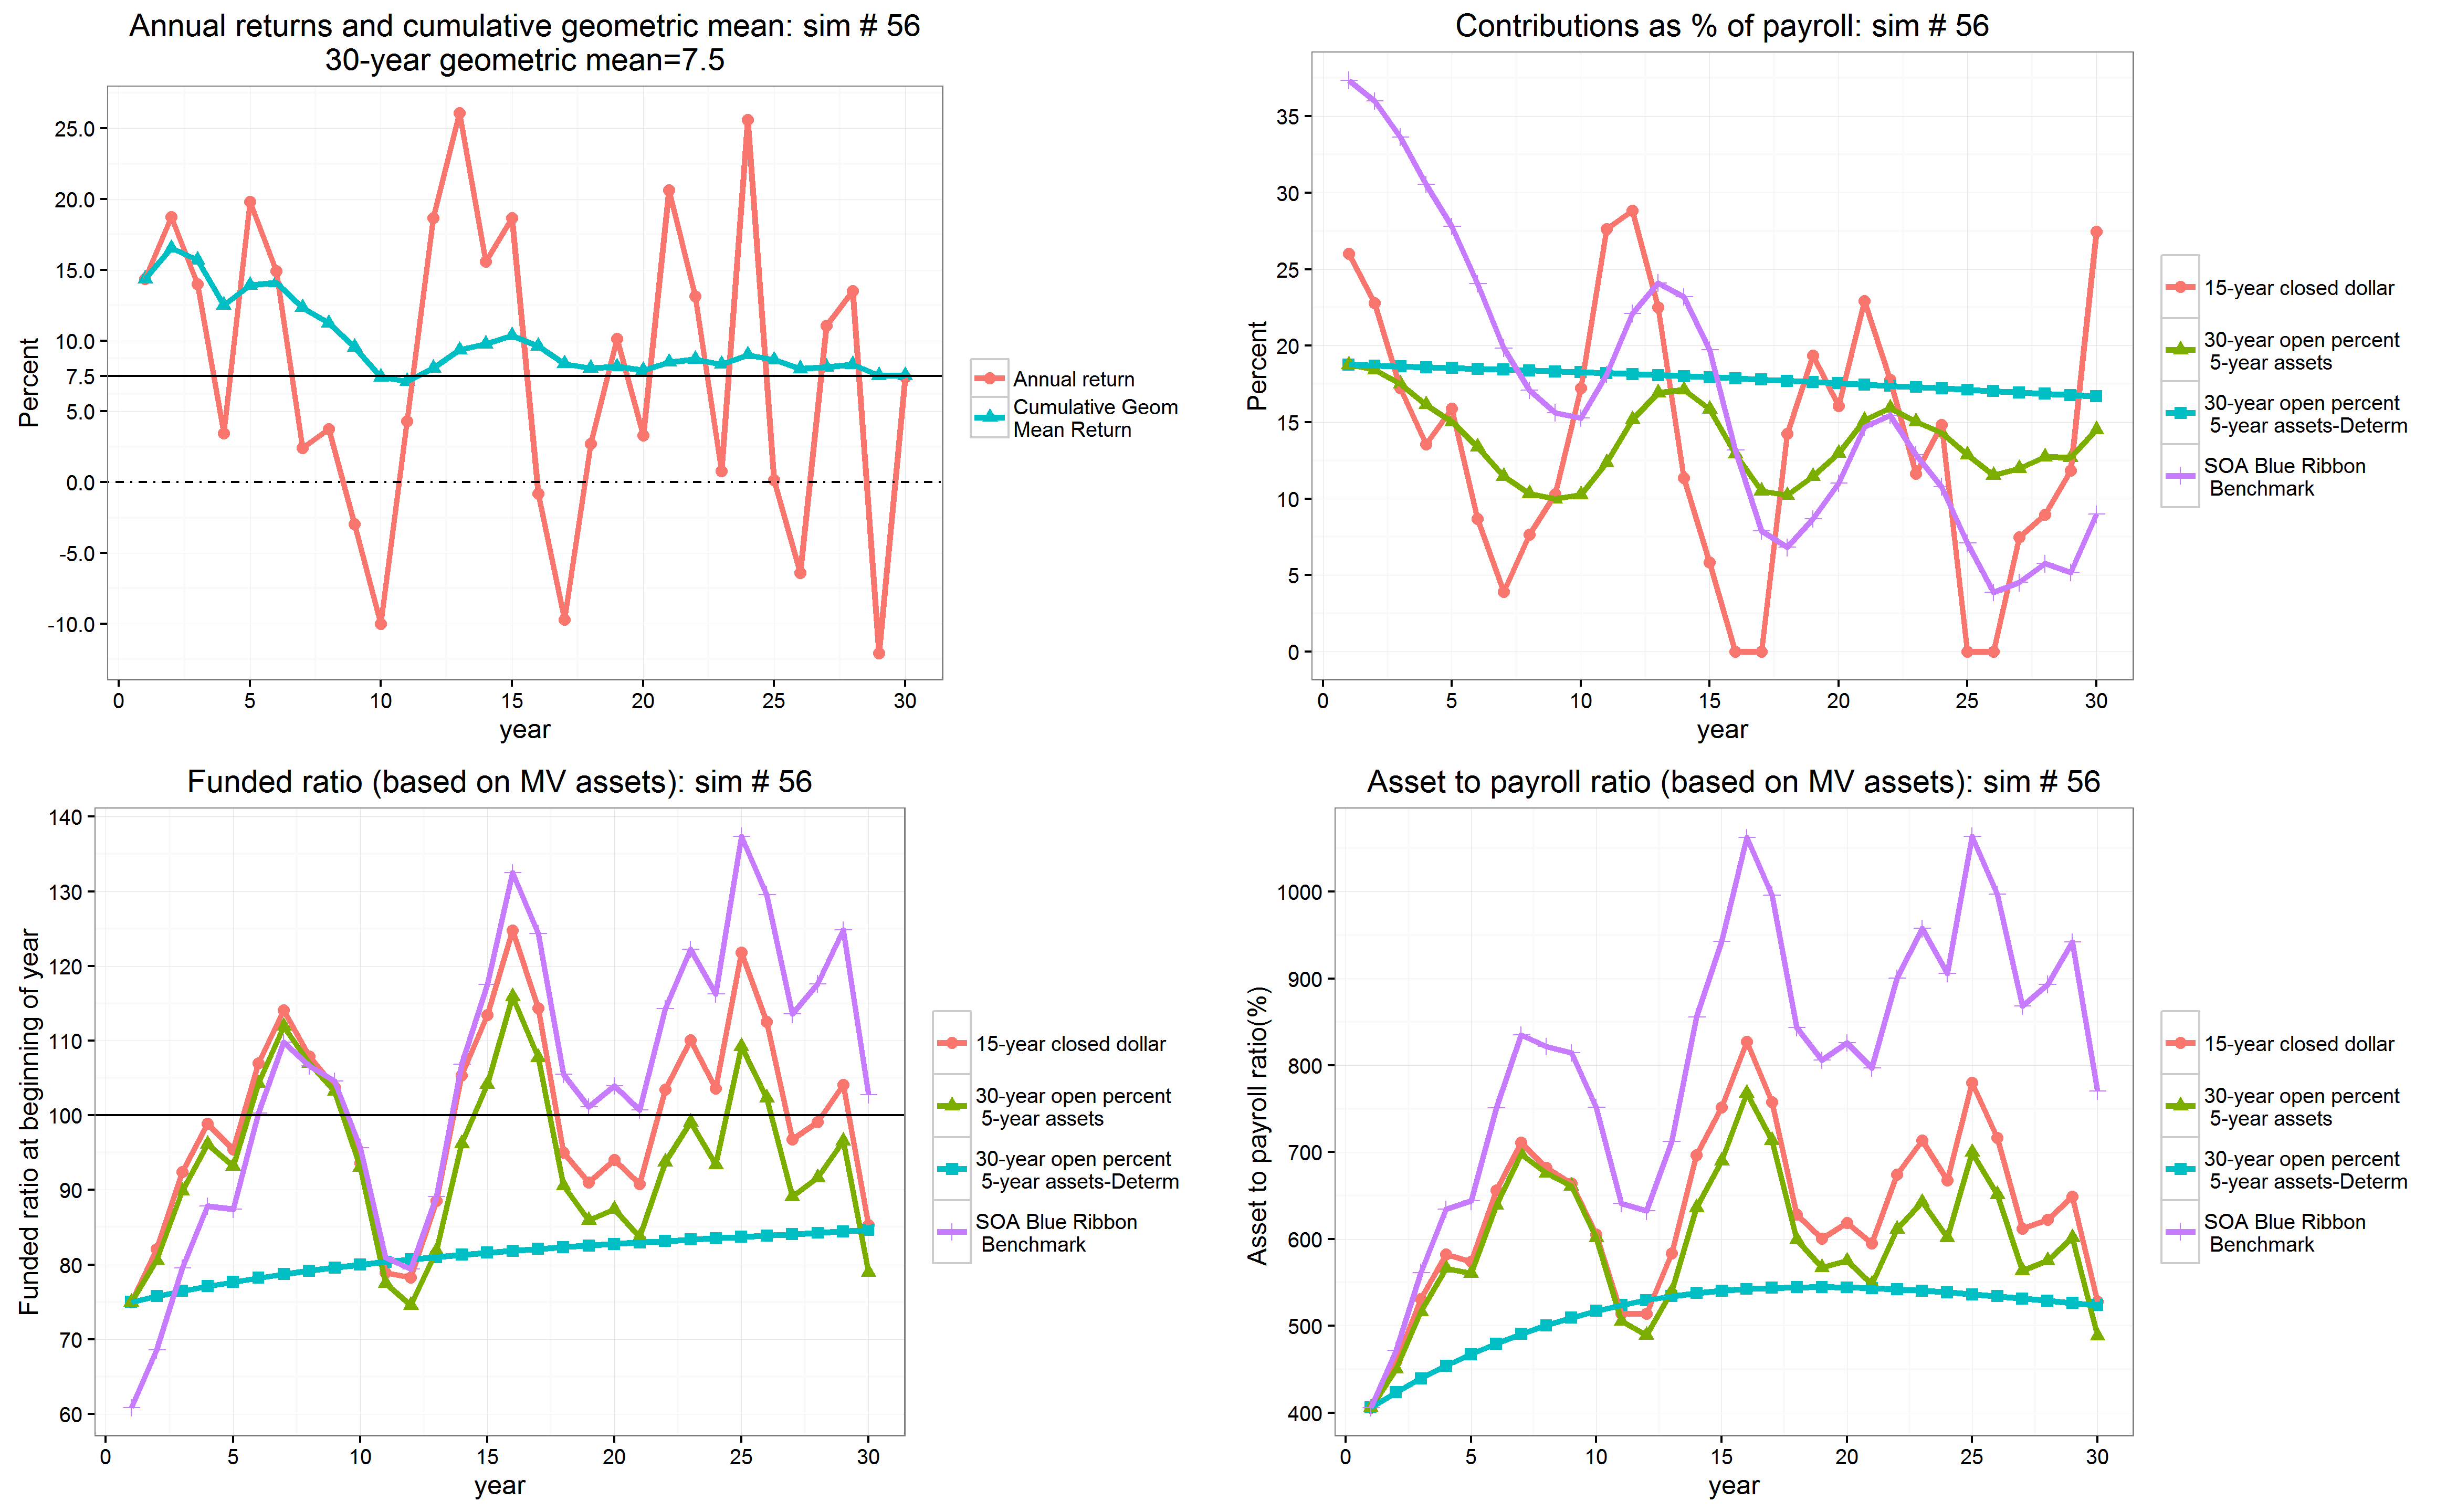 Annual returns and cumulative geometric mean: sim # 56
30-year geometric mean=7.5
Percent
25.0
20.0
15.0
10.0
7.5
5.0
0.0
-5.0
-10.0
0
5
10
15
20
25
30
year
Annual return
Cumulative Geom
Mean Return
Contributions as % of payroll: sim # 56
Percent
35
30
25
20
15
10
5
0
0
5
10
15
20
25
30
year
15-year closed dollar
30-year open percent
5-year assets
30-year open percent
5-year assets-Determ
SOA Blue Ribbon
Benchmark
Funded ratio (based on MV assets): sim # 56
Funded ratio at beginning of year
140
130
120
110
100
90
80
70
60
0
5
10
15
20
25
30
year
15-year closed dollar
30-year open percent
5-year assets
30-year open percent
5-year assets-Determ
SOA Blue Ribbon
Benchmark
Asset to payroll ratio (based on MV assets): sim # 56
Asset to payroll ratio(%)
1000
900
800
700
600
500
400
0
5
10
15
20
25
30
year
15-year closed dollar
30-year open percent
5-year assets
30-year open percent
5-year assets-Determ
SOA Blue Ribbon
Benchmark